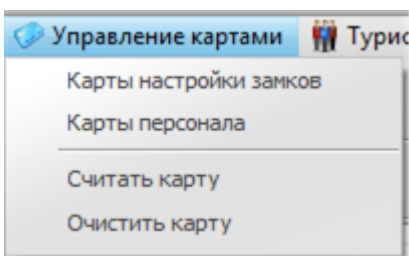 Управление картами Турис
Карты настройки замков
Карты персонала
Считать карту
Очистить карту